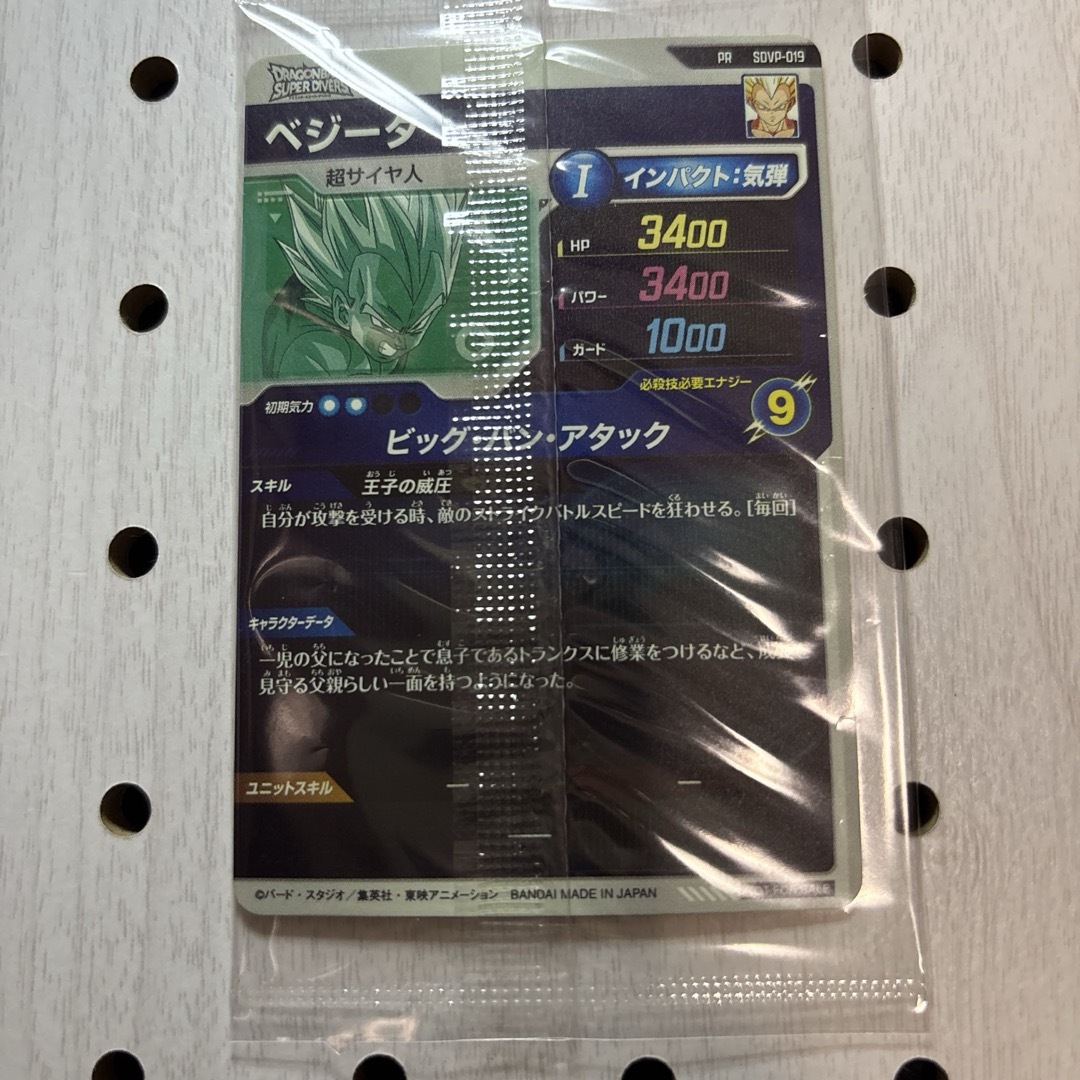 PR SDVP-019
DRAGONBALL
SUPER DIVERS
ベジータ
超サイヤ人
I インパクト:気弾
HP 3400
パワー 3400
ガード 1000
必殺技必要エナジー
9
初期気力
ビッグ・バン・アタック
スキル 王子の威圧
自分が攻撃を受ける時、敵のストライクバトルスピードを狂わせる。[毎回]
キャラクターデータ
一児の父になったことで息子であるトランクスに修業をつけるなど、成長を
見守る父親らしい一面を持つようになった。
ユニットスキル — —
©バード・スタジオ/集英社・東映アニメーション BANDAI MADE IN JAPAN
NOT FOR SALE